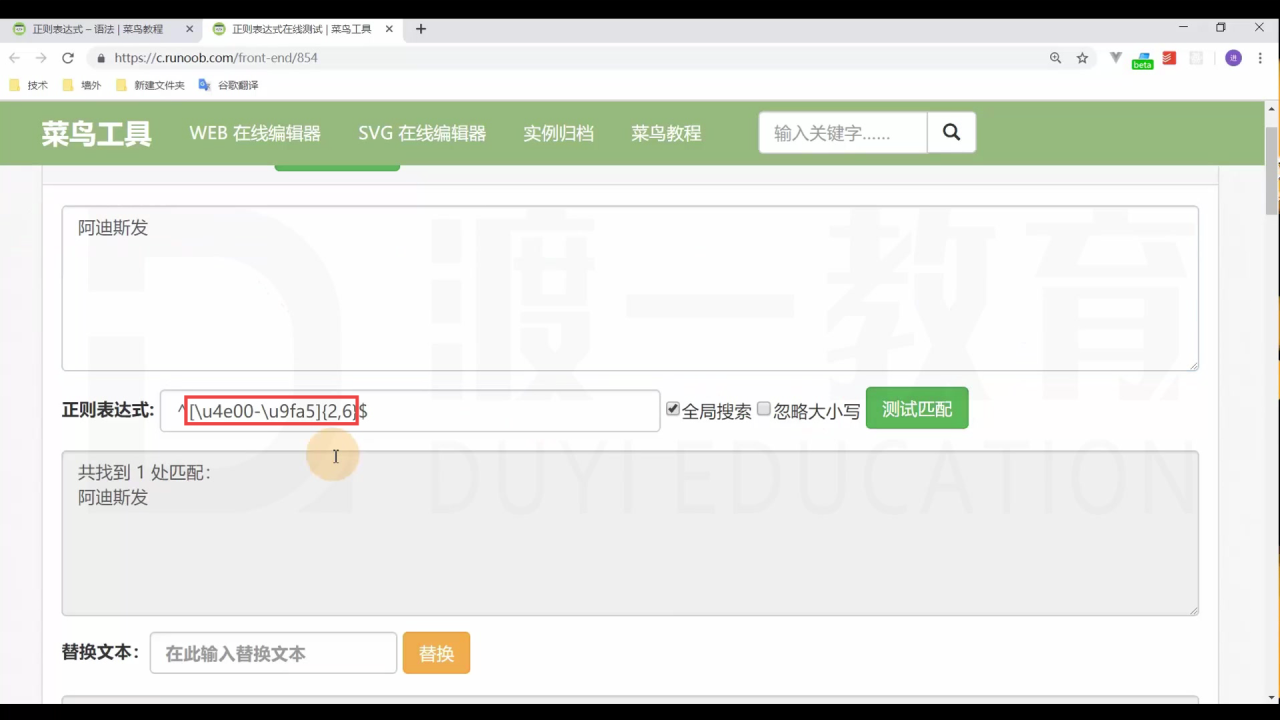 正则表达式 – 语法 | 菜鸟教程
正则表达式在线测试 | 菜鸟工具
https://c.runoob.com/front-end/854
beta
进
技术
墙外
新建文件夹
谷歌翻译
菜鸟工具
WEB 在线编辑器
SVG 在线编辑器
实例归档
菜鸟教程
输入关键字......
阿迪斯发
渡一教育
正则表达式:
^[\u4e00-\u9fa5]{2,6}$
全局搜索
忽略大小写
测试匹配
DUYI EDUCATION
共找到 1 处匹配：
阿迪斯发
替换文本：
在此输入替换文本
替换